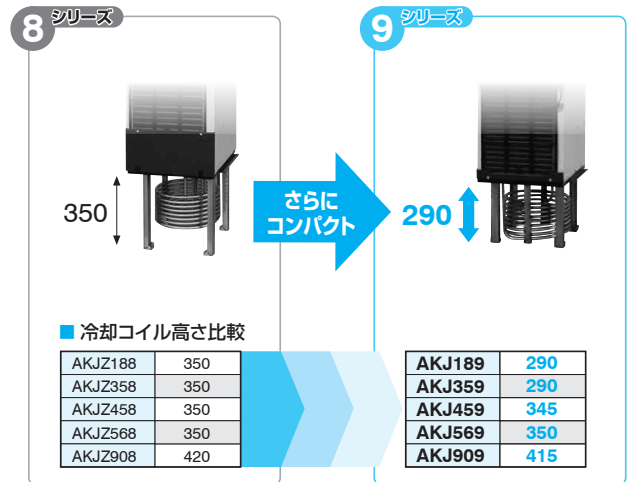 8 シリーズ
9 シリーズ
350
さらに
コンパクト
290
■ 冷却コイル高さ比較
AKJZ188 350
AKJZ358 350
AKJZ458 350
AKJZ568 350
AKJZ908 420
AKJ189 290
AKJ359 290
AKJ459 345
AKJ569 350
AKJ909 415